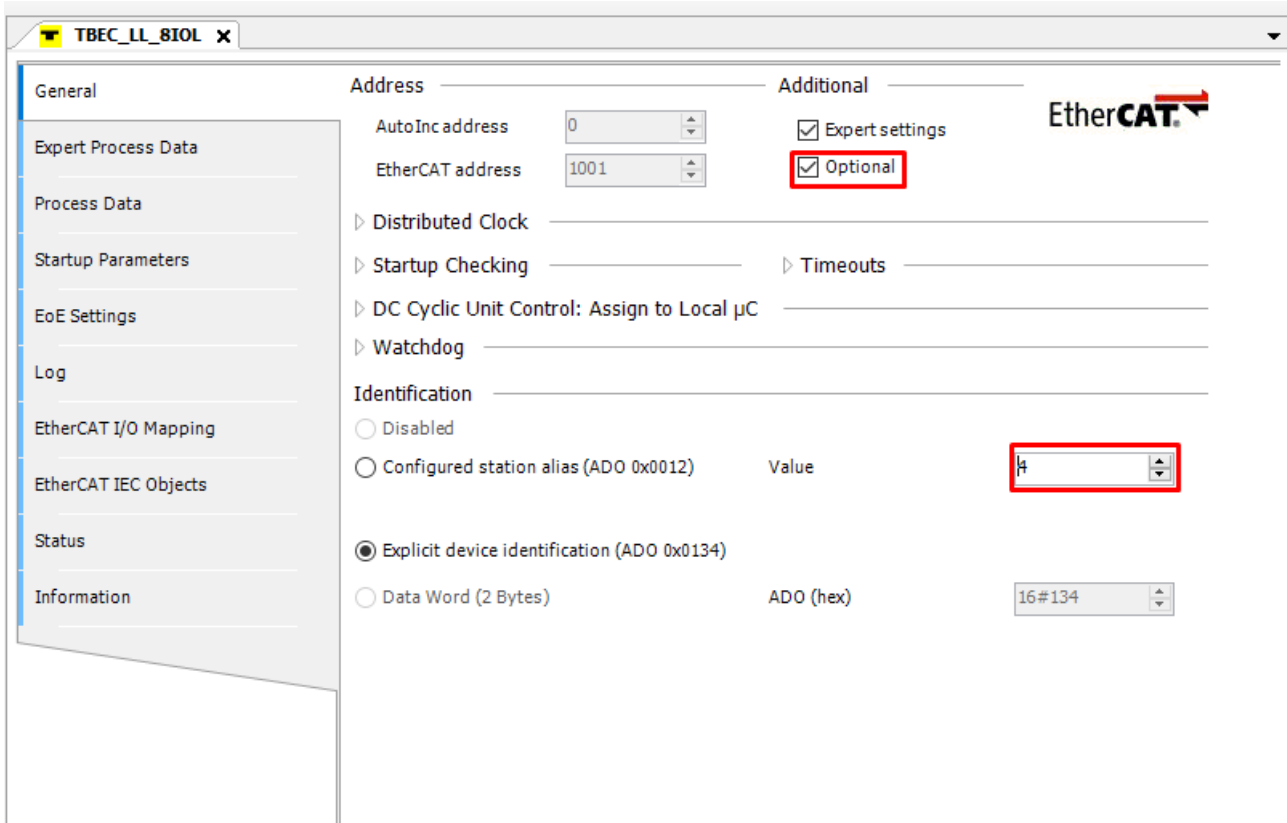 TBEC_LL_8IOL
General
Expert Process Data
Process Data
Startup Parameters
EoE Settings
Log
EtherCAT I/O Mapping
EtherCAT IEC Objects
Status
Information
Address
AutoInc address 0
EtherCAT address 1001
Additional
Expert settings
Optional
EtherCAT.
Distributed Clock
Startup Checking
Timeouts
DC Cyclic Unit Control: Assign to Local µC
Watchdog
Identification
Disabled
Configured station alias (ADO 0x0012) Value 4
Explicit device identification (ADO 0x0134)
Data Word (2 Bytes) ADO (hex) 16#134